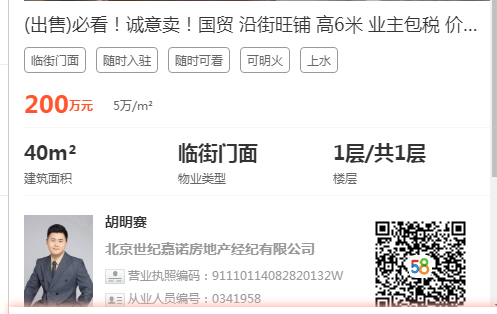 (出售)必看！诚意卖！国贸 沿街旺铺 高6米 业主包税 价...
临街门面 随时入驻 随时可看 可明火 上水
200万元 5万/m²
40m² 临街门面 1层/共1层
建筑面积 物业类型 楼层
胡明赛
北京世纪嘉诺房地产经纪有限公司
营业执照编码：91110114082820132W
从业人员编号：0341958
58